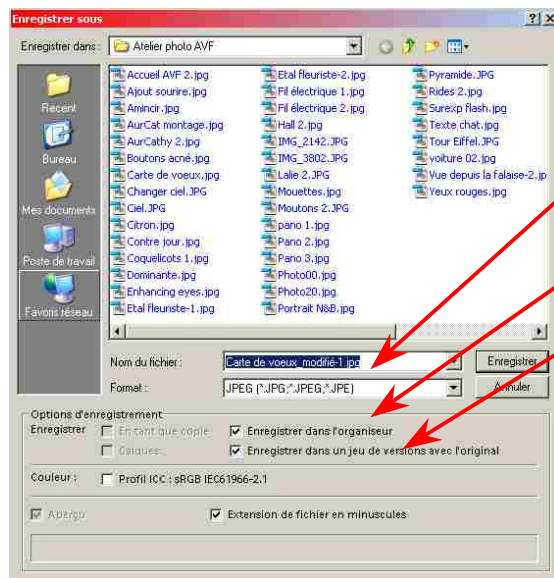 Enregistrer sous
Enregistrer dans :
Atelier photo AVF
Récent
Bureau
Mes documents
Poste de travail
Favoris réseau
Accueil AVF 2.jpg
Ajout sourire.jpg
Amincir.jpg
AurCat montage.jpg
AurCathy 2.jpg
Boutons acné.jpg
Carte de voeux.jpg
Changer ciel.JPG
Ciel.JPG
Citron.jpg
Contre jour.jpg
Coquelicots 1.jpg
Dominante.jpg
Enhancing eyes.jpg
Etal fleuriste-1.jpg
Etal fleuriste-2.jpg
Fil électrique 1.jpg
Fil électrique 2.jpg
Hall 2.jpg
IMG_2142.JPG
IMG_3802.JPG
Lalie 2.JPG
Mouettes.jpg
Moutons 2.JPG
pano 1.jpg
Pano 2.jpg
Pano 3.jpg
Photo00.jpg
Photo20.jpg
Portrait N&B.jpg
Pyramide.JPG
Rides 2.jpg
Surexp flash.jpg
Texte chat.jpg
Tour Eiffel.JPG
voiture 02.jpg
Vue depuis la falaise-2.jp
Yeux rouges.jpg
Nom du fichier :
Carte de voeux_modifié-1.jpg
Enregistrer
Format :
JPEG (*.JPG;*.JPEG;*.JPE)
Annuler
Options d'enregistrement
Enregistrer
En tant que copie
Enregistrer dans l'organiseur
Calques
Enregistrer dans un jeu de versions avec l'original
Couleur :
Profil ICC : sRGB IEC61966-2.1
Aperçu
Extension de fichier en minuscules